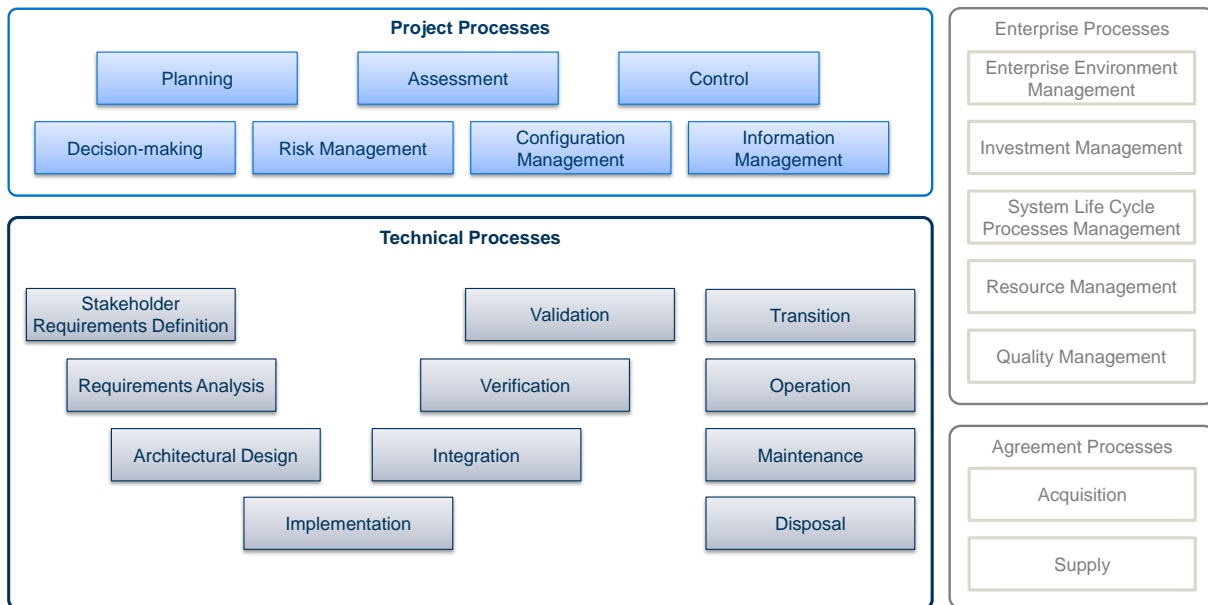 Project Processes
Planning
Assessment
Control
Decision-making
Risk Management
Configuration
Management
Information
Management
Technical Processes
Stakeholder
Requirements Definition
Requirements Analysis
Architectural Design
Implementation
Validation
Verification
Integration
Transition
Operation
Maintenance
Disposal
Enterprise Processes
Enterprise Environment
Management
Investment Management
System Life Cycle
Processes Management
Resource Management
Quality Management
Agreement Processes
Acquisition
Supply